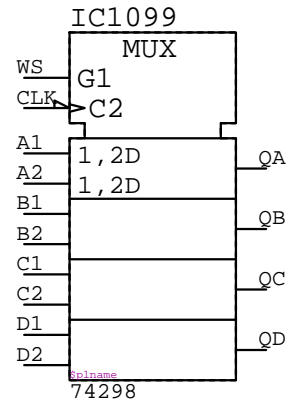 IC1099
MUX
WS
G1
CLK
C2
A1
1,2D
QA
A2
1,2D
B1
QB
B2
C1
QC
C2
D1
QD
D2
$plname
74298